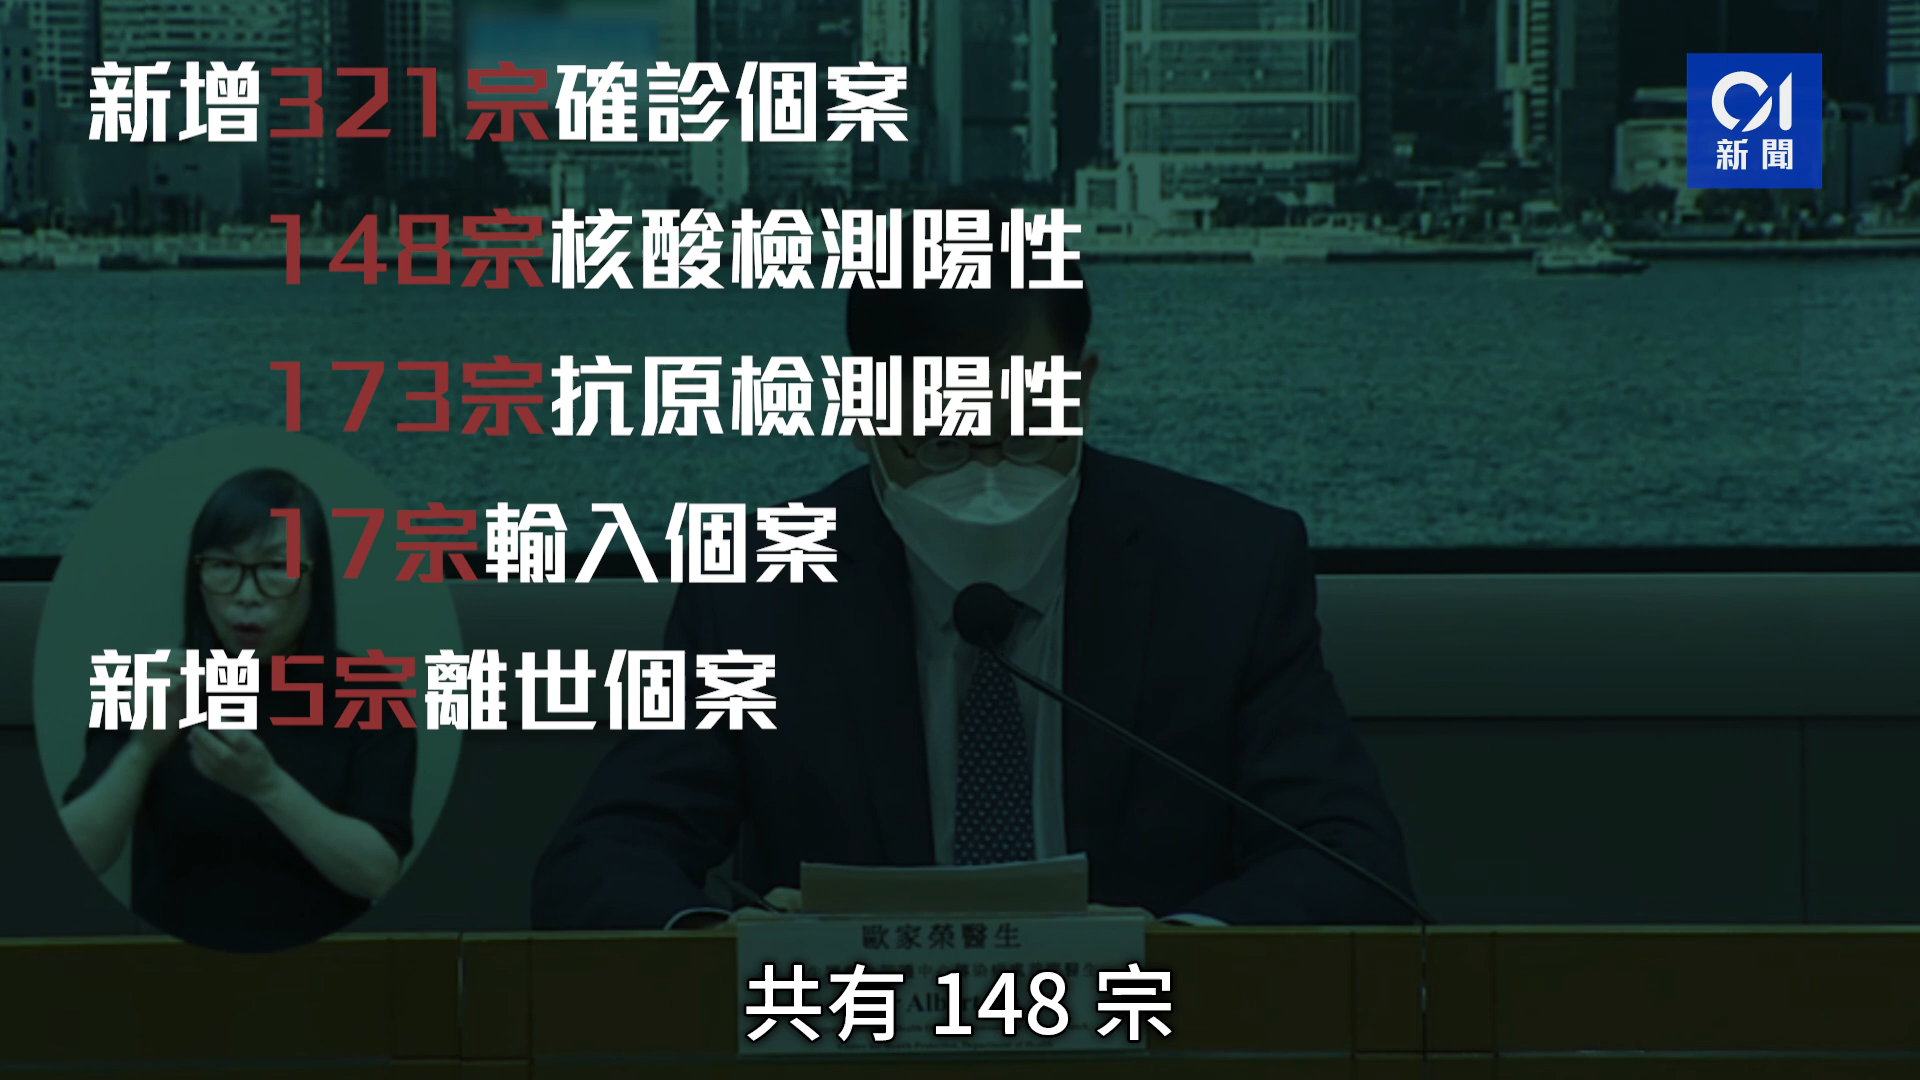 新增321宗確診個案
01
新聞
148宗核酸檢測陽性
173宗抗原檢測陽性
17宗輸入個案
新增5宗離世個案
歐家榮醫生
共有 148 宗